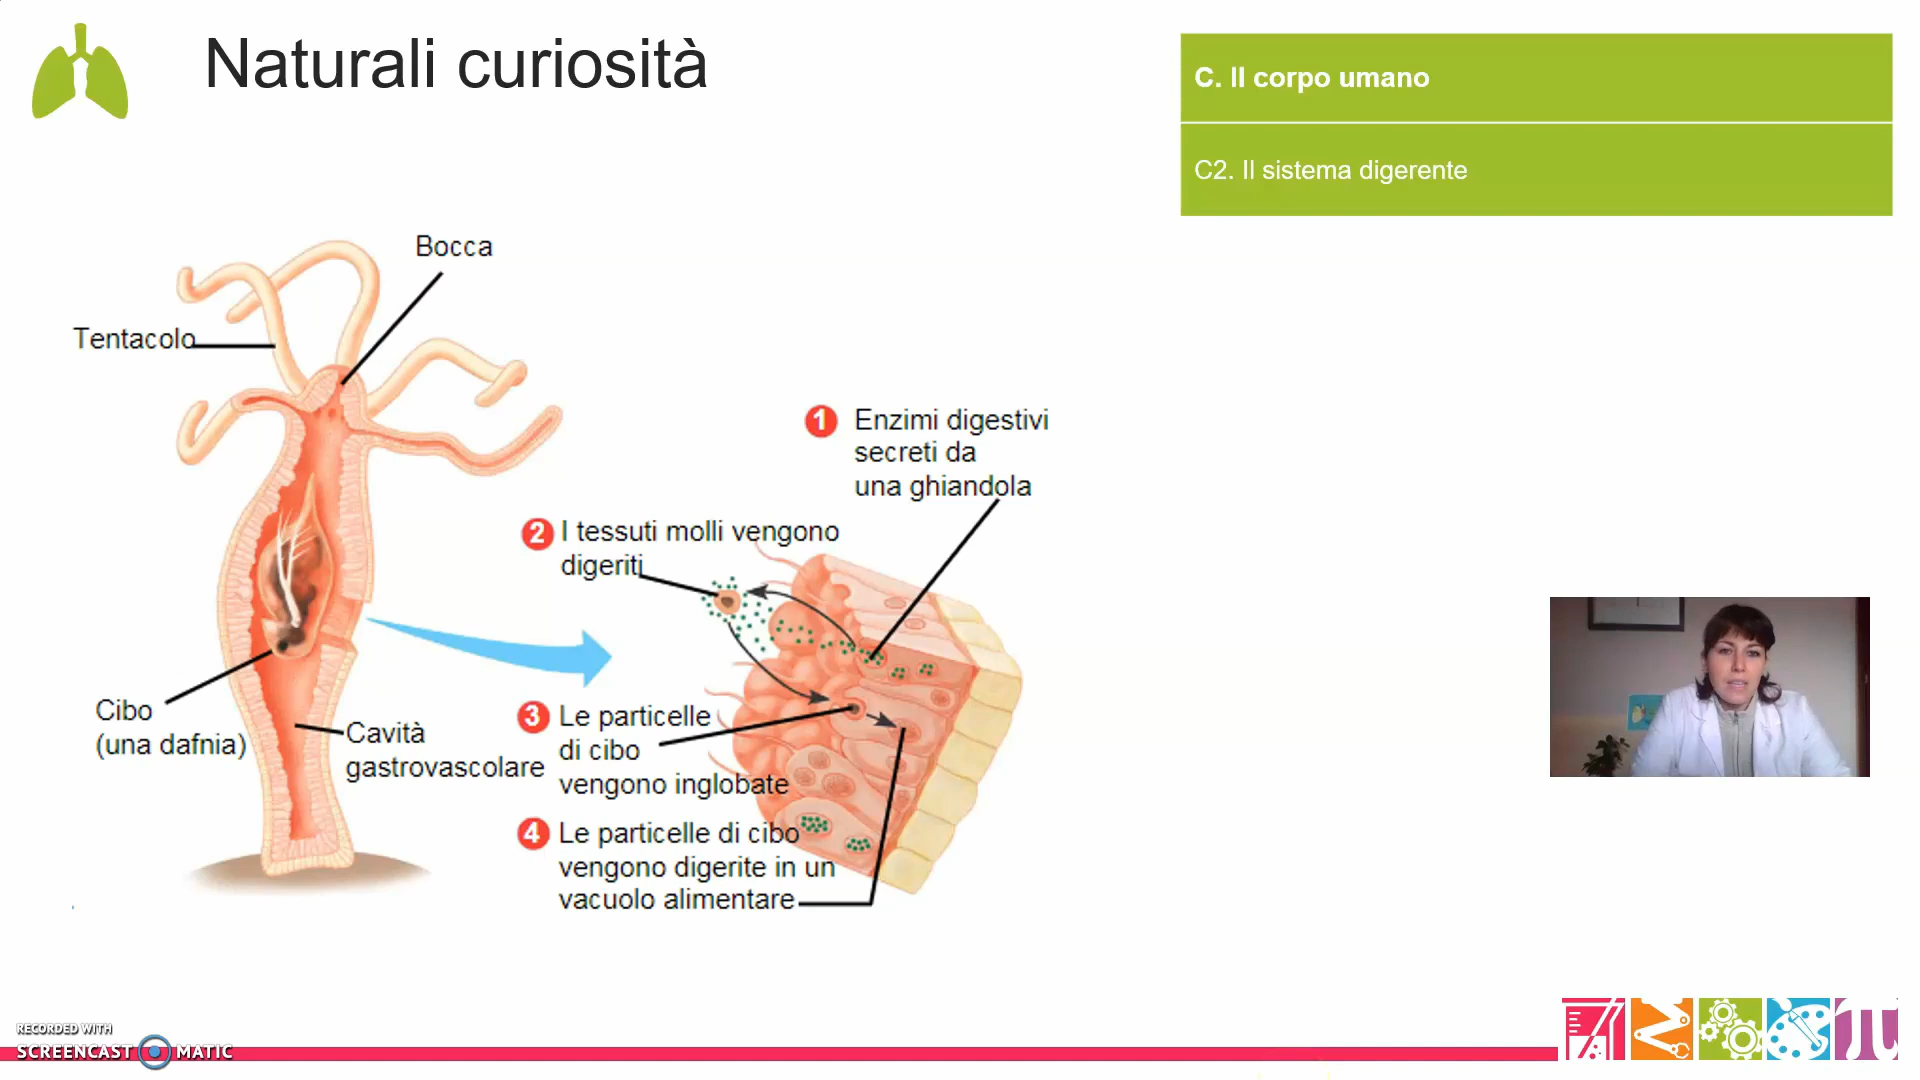 Naturali curiosità
C. Il corpo umano
C2. Il sistema digerente
Bocca
Tentacolo
Cibo
(una dafnia)
Cavità
gastrovascolare
1 Enzimi digestivi
secreti da
una ghiandola
2 I tessuti molli vengono
digeriti
3 Le particelle
di cibo
vengono inglobate
4 Le particelle di cibo
vengono digerite in un
vacuolo alimentare
RECORDED WITH
SCREENCAST MATIC
π